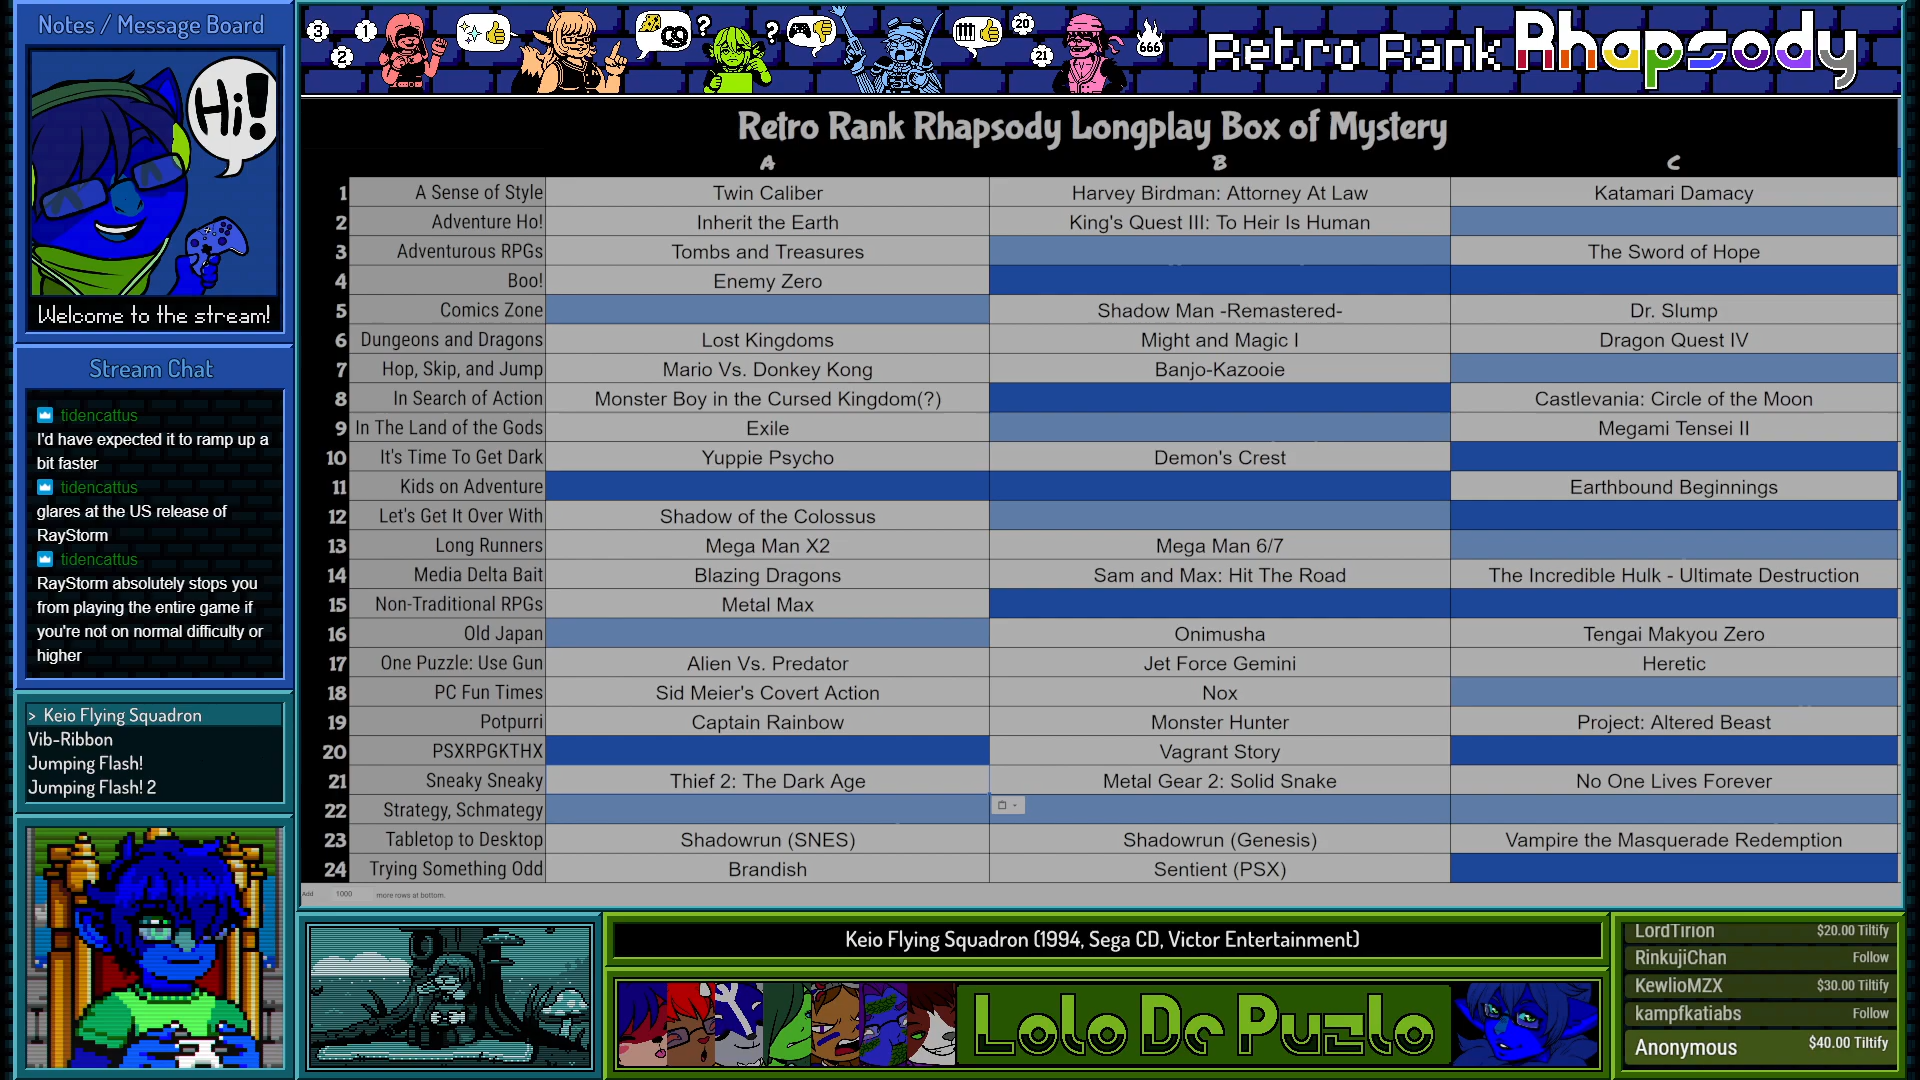 Notes / Message Board
Hi!
Welcome to the stream!
3
2
1
?
?
20
21
666
Retro Rank Rhapsody
Stream Chat
tidencattus
I'd have expected it to ramp up a
bit faster
tidencattus
glares at the US release of
RayStorm
tidencattus
RayStorm absolutely stops you
from playing the entire game if
you're not on normal difficulty or
higher
> Keio Flying Squadron
Vib-Ribbon
Jumping Flash!
Jumping Flash! 2
Retro Rank Rhapsody Longplay Box of Mystery
A B C
1 A Sense of Style Twin Caliber Harvey Birdman: Attorney At Law Katamari Damacy
2 Adventure Ho! Inherit the Earth King's Quest III: To Heir Is Human
3 Adventurous RPGs Tombs and Treasures The Sword of Hope
4 Boo! Enemy Zero
5 Comics Zone Shadow Man -Remastered- Dr. Slump
6 Dungeons and Dragons Lost Kingdoms Might and Magic I Dragon Quest IV
7 Hop, Skip, and Jump Mario Vs. Donkey Kong Banjo-Kazooie
8 In Search of Action Monster Boy in the Cursed Kingdom(?) Castlevania: Circle of the Moon
9 In The Land of the Gods Exile Megami Tensei II
10 It's Time To Get Dark Yuppie Psycho Demon's Crest
11 Kids on Adventure Earthbound Beginnings
12 Let's Get It Over With Shadow of the Colossus
13 Long Runners Mega Man X2 Mega Man 6/7
14 Media Delta Bait Blazing Dragons Sam and Max: Hit The Road The Incredible Hulk - Ultimate Destruction
15 Non-Traditional RPGs Metal Max
16 Old Japan Onimusha Tengai Makyou Zero
17 One Puzzle: Use Gun Alien Vs. Predator Jet Force Gemini Heretic
18 PC Fun Times Sid Meier's Covert Action Nox
19 Potpurri Captain Rainbow Monster Hunter Project: Altered Beast
20 PSXRPGKTHX Vagrant Story
21 Sneaky Sneaky Thief 2: The Dark Age Metal Gear 2: Solid Snake No One Lives Forever
22 Strategy, Schmategy
23 Tabletop to Desktop Shadowrun (SNES) Shadowrun (Genesis) Vampire the Masquerade Redemption
24 Trying Something Odd Brandish Sentient (PSX)
Add 1000 more rows at bottom.
Keio Flying Squadron (1994, Sega CD, Victor Entertainment)
Lolo De Puzlo
LordTirion $20.00 Tiltify
RinkujiChan Follow
KewlioMZX $30.00 Tiltify
kampfkatiabs Follow
Anonymous $40.00 Tiltify